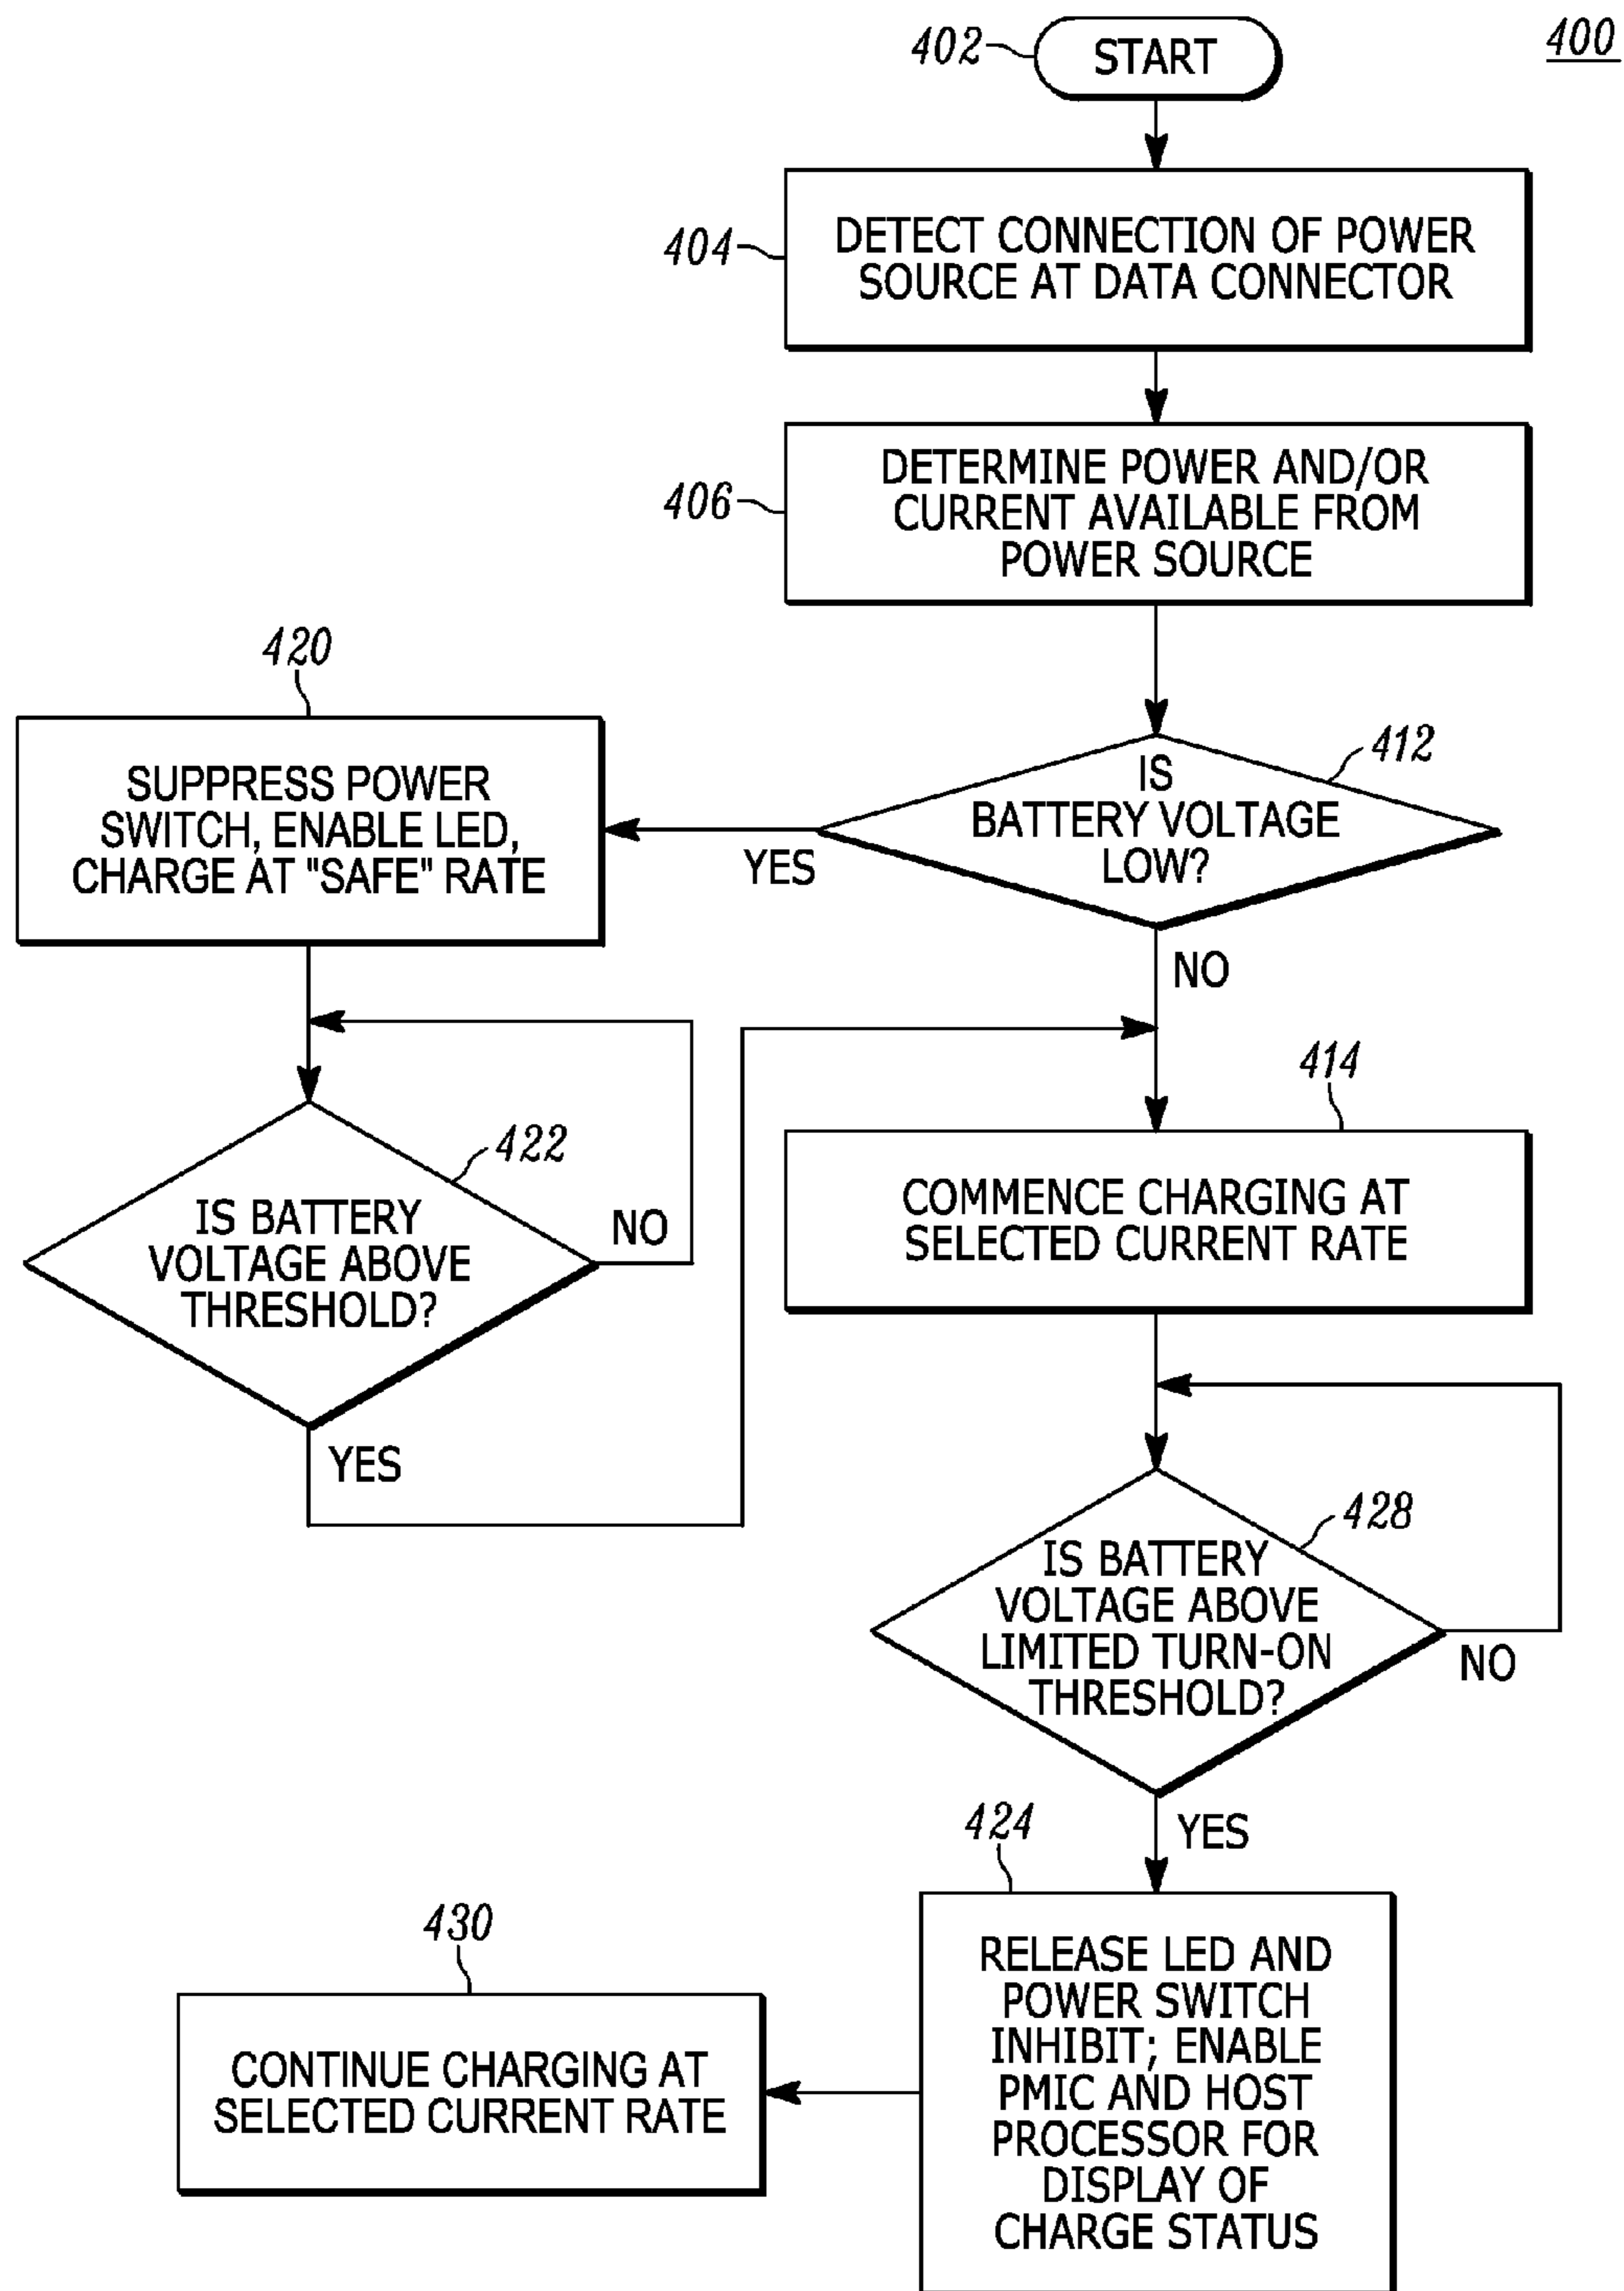 400
402
START
404
DETECT CONNECTION OF POWER
SOURCE AT DATA CONNECTOR
406
DETERMINE POWER AND/OR
CURRENT AVAILABLE FROM
POWER SOURCE
412
IS
BATTERY VOLTAGE
LOW?
YES
NO
420
SUPPRESS POWER
SWITCH, ENABLE LED,
CHARGE AT "SAFE" RATE
422
IS BATTERY
VOLTAGE ABOVE
THRESHOLD?
NO
YES
414
COMMENCE CHARGING AT
SELECTED CURRENT RATE
428
IS BATTERY
VOLTAGE ABOVE
LIMITED TURN-ON
THRESHOLD?
NO
YES
424
RELEASE LED AND
POWER SWITCH
INHIBIT; ENABLE
PMIC AND HOST
PROCESSOR FOR
DISPLAY OF
CHARGE STATUS
430
CONTINUE CHARGING AT
SELECTED CURRENT RATE